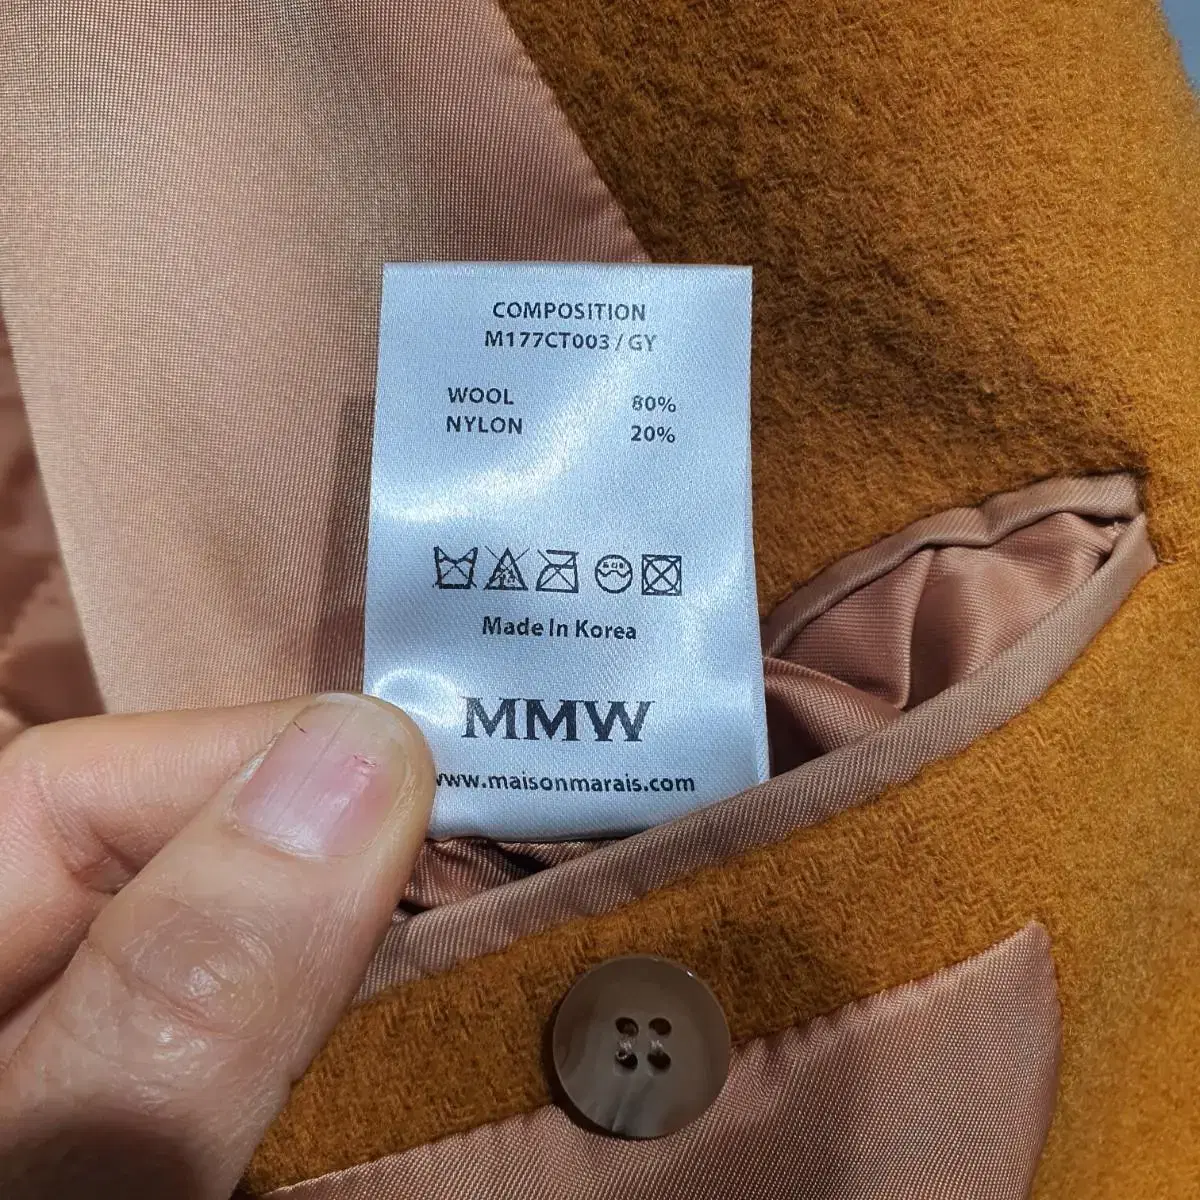 COMPOSITION
M177CT003 / GY
WOOL 80%
NYLON 20%
Made In Korea
MMW
www.maisonmarais.com